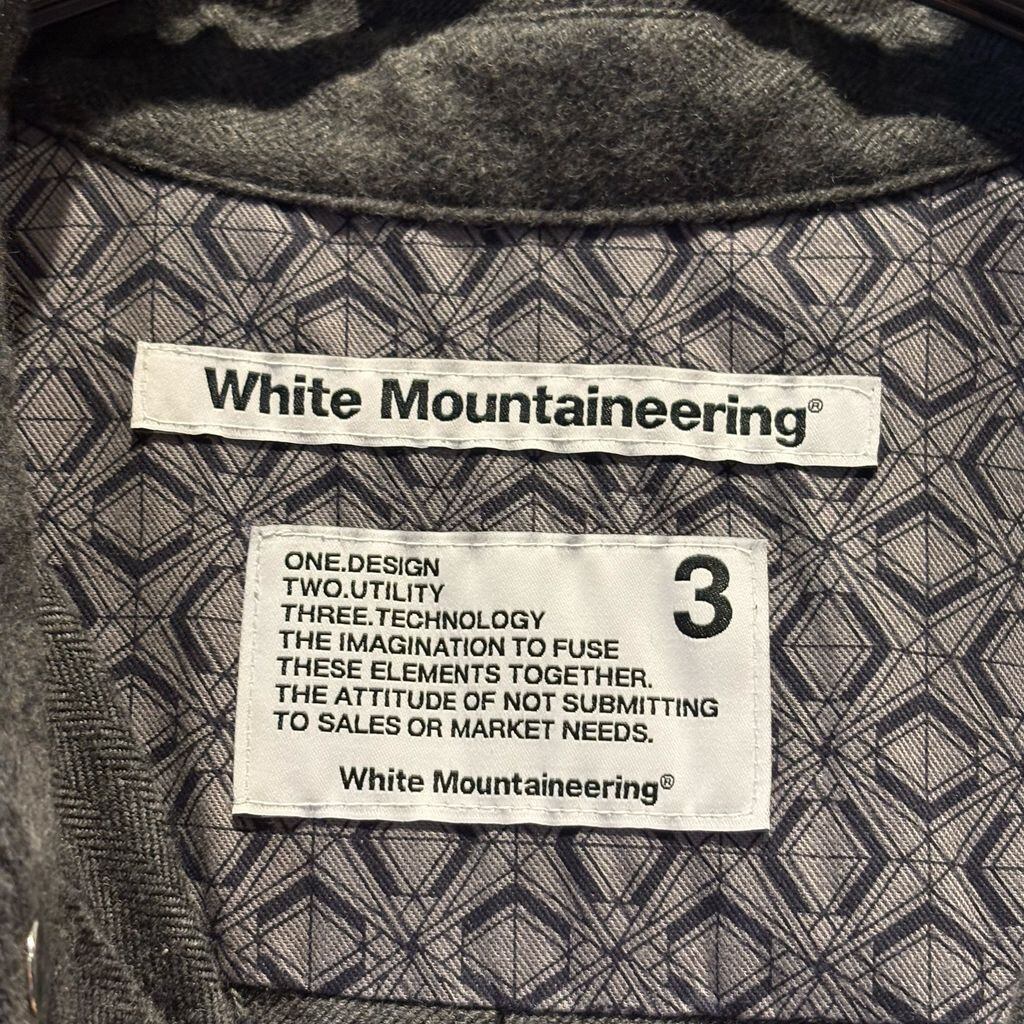 White Mountaineering®
ONE.DESIGN
3
TWO.UTILITY
THREE.TECHNOLOGY
THE IMAGINATION TO FUSE
THESE ELEMENTS TOGETHER.
THE ATTITUDE OF NOT SUBMITTING
TO SALES OR MARKET NEEDS.
White Mountaineering®